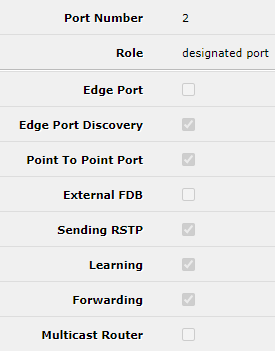 Port Number 2
Role designated port
Edge Port
Edge Port Discovery
Point To Point Port
External FDB
Sending RSTP
Learning
Forwarding
Multicast Router